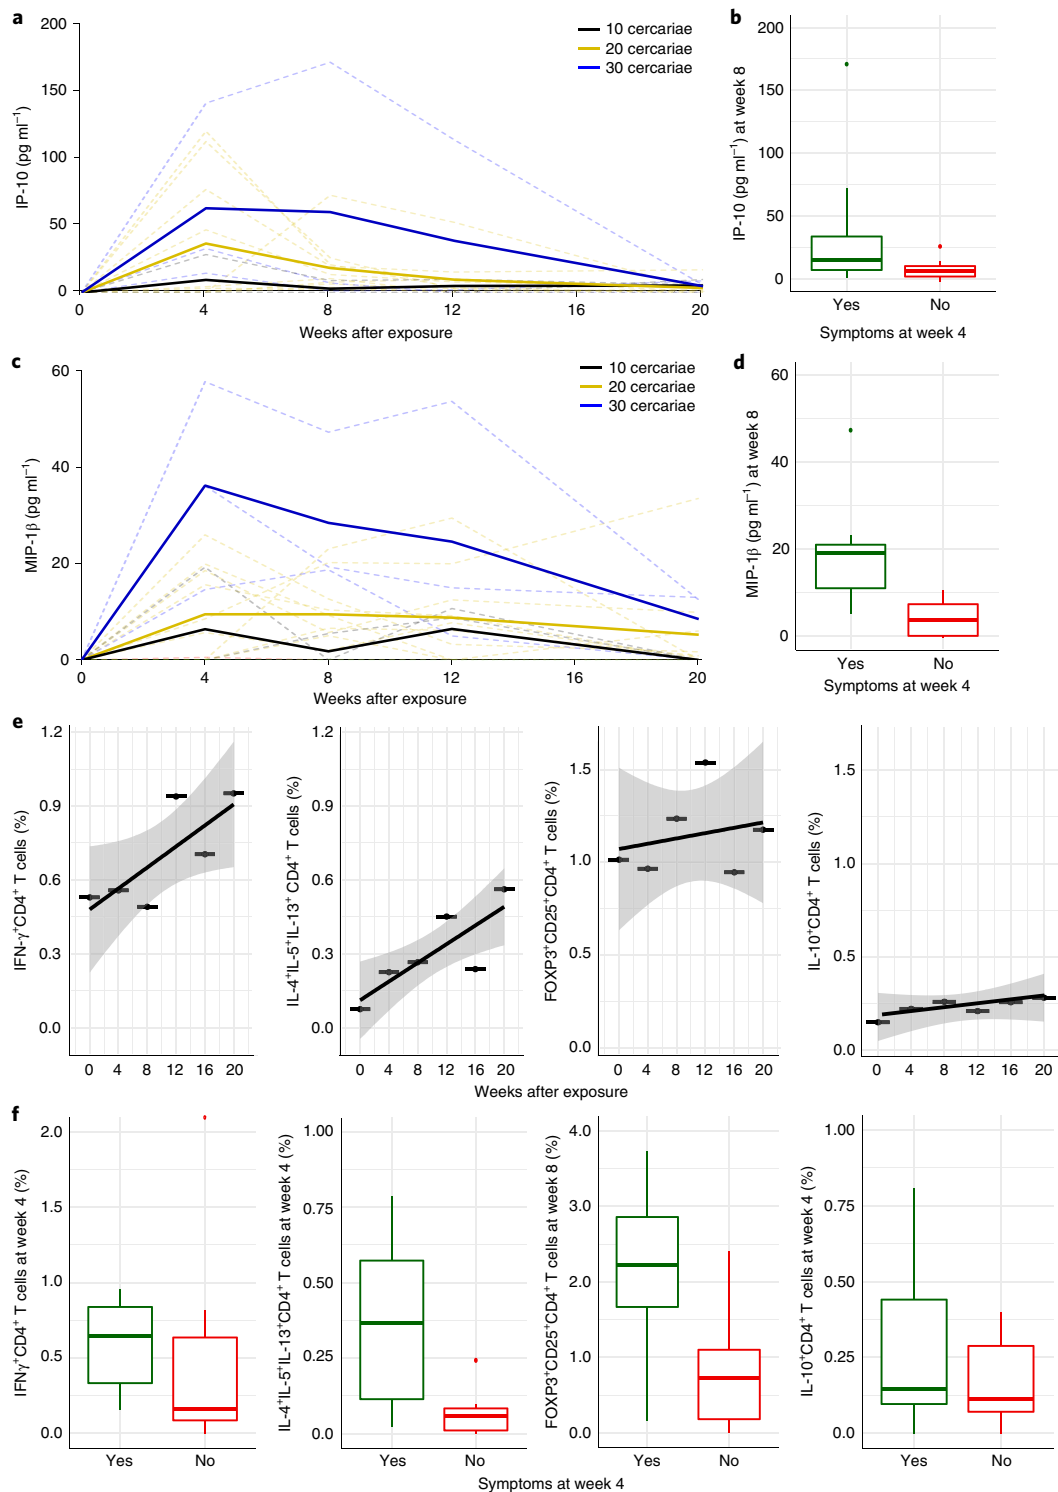 a
200
150
100
50
0
IP-10 (pg ml⁻¹)
10 cercariae
20 cercariae
30 cercariae
0 4 8 12 16 20
Weeks after exposure
b
200
150
100
50
0
IP-10 (pg ml⁻¹) at week 8
Yes No
Symptoms at week 4
c
60
40
20
0
MIP-1β (pg ml⁻¹)
10 cercariae
20 cercariae
30 cercariae
0 4 8 12 16 20
Weeks after exposure
d
60
40
20
0
MIP-1β (pg ml⁻¹) at week 8
Yes No
Symptoms at week 4
e
1.2
0.9
0.6
0.3
0.0
IFN-γ⁺CD4⁺ T cells (%)
0 4 8 12 16 20
1.2
0.9
0.6
0.3
0.0
IL-4⁺IL-5⁺IL-13⁺ CD4⁺ T cells (%)
0 4 8 12 16 20
1.5
1.0
0.5
0.0
FOXP3⁺CD25⁺CD4⁺ T cells (%)
0 4 8 12 16 20
1.5
1.0
0.5
0.0
IL-10⁺CD4⁺ T cells (%)
0 4 8 12 16 20
Weeks after exposure
f
2.0
1.5
1.0
0.5
0.0
IFNγ⁺CD4⁺ T cells at week 4 (%)
Yes No
1.00
0.75
0.50
0.25
0.0
IL-4⁺IL-5⁺IL-13⁺CD4⁺ T cells at week 4 (%)
Yes No
4.0
3.0
2.0
1.0
0.0
FOXP3⁺CD25⁺CD4⁺ T cells at week 8 (%)
Yes No
1.00
0.75
0.50
0.25
0.0
IL-10⁺CD4⁺ T cells at week 4 (%)
Yes No
Symptoms at week 4